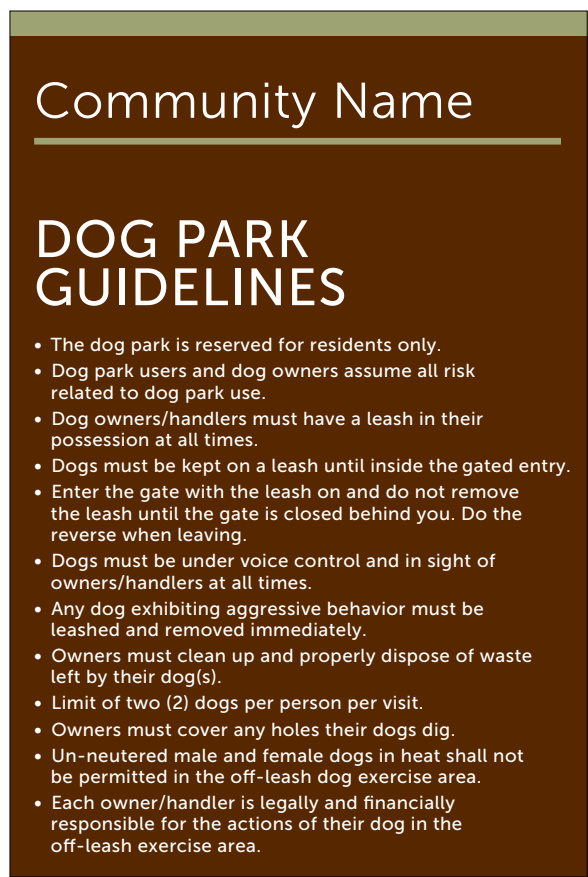 Community Name
DOG PARK
GUIDELINES
• The dog park is reserved for residents only.
• Dog park users and dog owners assume all risk
related to dog park use.
• Dog owners/handlers must have a leash in their
possession at all times.
• Dogs must be kept on a leash until inside the gated entry.
• Enter the gate with the leash on and do not remove
the leash until the gate is closed behind you. Do the
reverse when leaving.
• Dogs must be under voice control and in sight of
owners/handlers at all times.
• Any dog exhibiting aggressive behavior must be
leashed and removed immediately.
• Owners must clean up and properly dispose of waste
left by their dog(s).
• Limit of two (2) dogs per person per visit.
• Owners must cover any holes their dogs dig.
• Un-neutered male and female dogs in heat shall not
be permitted in the off-leash dog exercise area.
• Each owner/handler is legally and financially
responsible for the actions of their dog in the
off-leash exercise area.